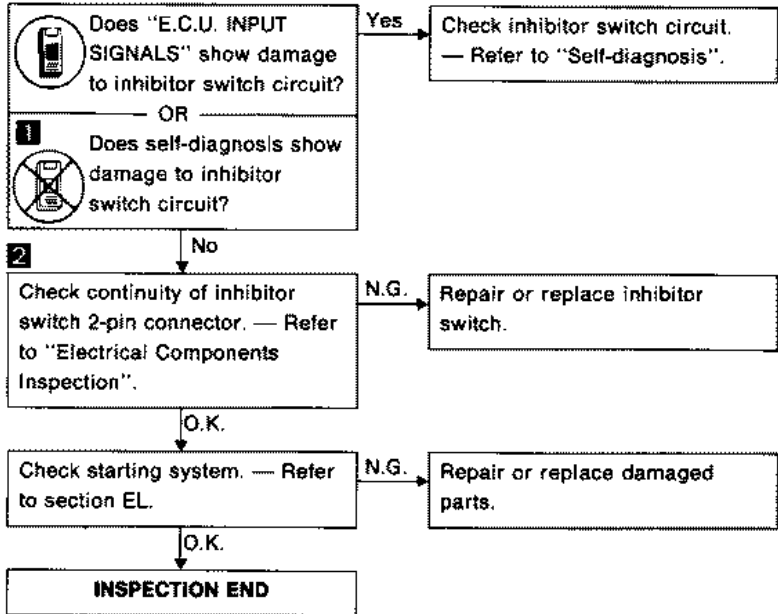 Does "E.C.U. INPUT
SIGNALS" show damage
to inhibitor switch circuit?
Yes
Check inhibitor switch circuit.
— Refer to "Self-diagnosis".
OR
1
Does self-diagnosis show
damage to inhibitor
switch circuit?
No
2
Check continuity of inhibitor
switch 2-pin connector. — Refer
to "Electrical Components
Inspection".
N.G.
Repair or replace inhibitor
switch.
O.K.
Check starting system. — Refer
to section EL.
N.G.
Repair or replace damaged
parts.
O.K.
INSPECTION END